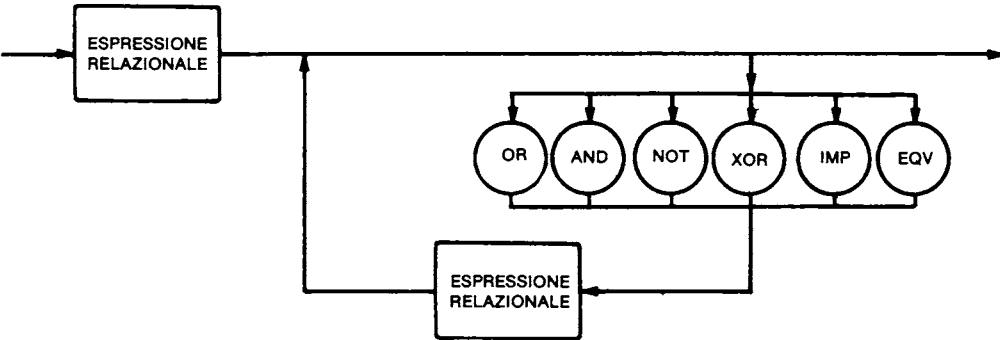 ESPRESSIONE
RELAZIONALE
OR
AND
NOT
XOR
IMP
EQV
ESPRESSIONE
RELAZIONALE